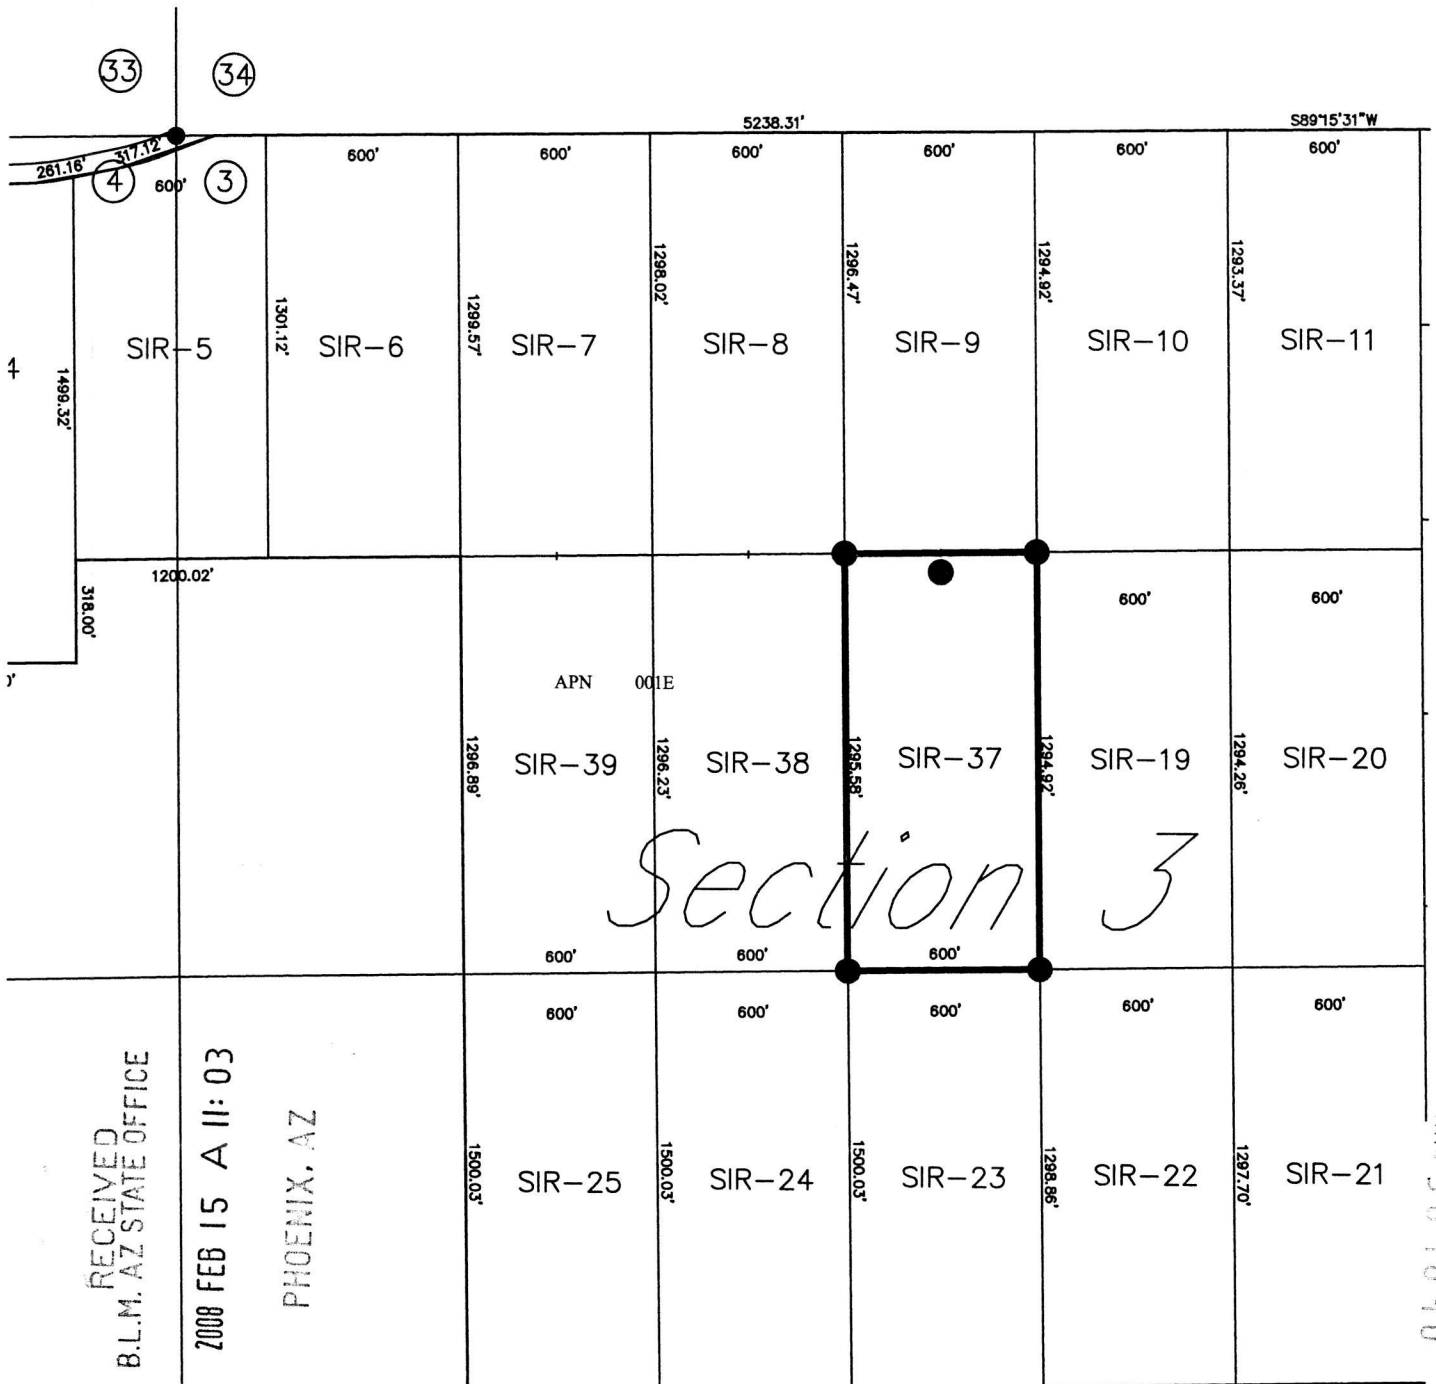 33
34
5238.31'
S89°15'31"W
261.16'
317.12'
4
600'
3
600'
600'
600'
600'
600'
600'
1298.02'
1296.47'
1294.92'
1293.37'
1301.12'
1299.57'
SIR-5
SIR-6
SIR-7
SIR-8
SIR-9
SIR-10
SIR-11
4
1499.32'
1200.02'
318.00'
600'
600'
APN 001E
1296.89'
SIR-39
1296.23'
SIR-38
1295.58'
SIR-37
1294.92'
SIR-19
1294.26'
SIR-20
Section 3
600'
600'
600'
600'
600'
600'
600'
600'
RECEIVED
B.L.M. AZ STATE OFFICE
2008 FEB 15 A 11:03
PHOENIX, AZ
1500.03'
SIR-25
1500.03'
SIR-24
1500.03'
SIR-23
1298.86'
SIR-22
1297.70'
SIR-21